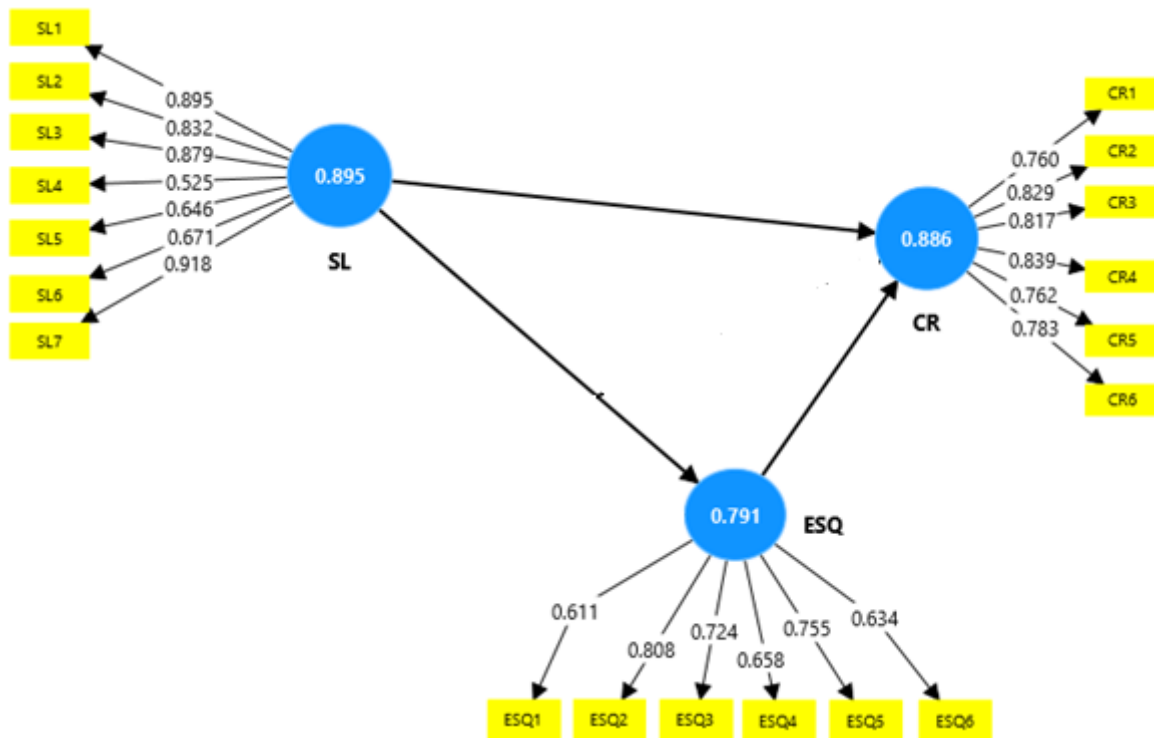 SL1
SL2
SL3
SL4
SL5
SL6
SL7
0.895
0.832
0.879
0.525
0.646
0.671
0.918
0.895
SL
CR1
CR2
CR3
CR4
CR5
CR6
0.760
0.829
0.817
0.839
0.762
0.783
0.886
CR
0.791
ESQ
0.611
0.808
0.724
0.658
0.755
0.634
ESQ1
ESQ2
ESQ3
ESQ4
ESQ5
ESQ6